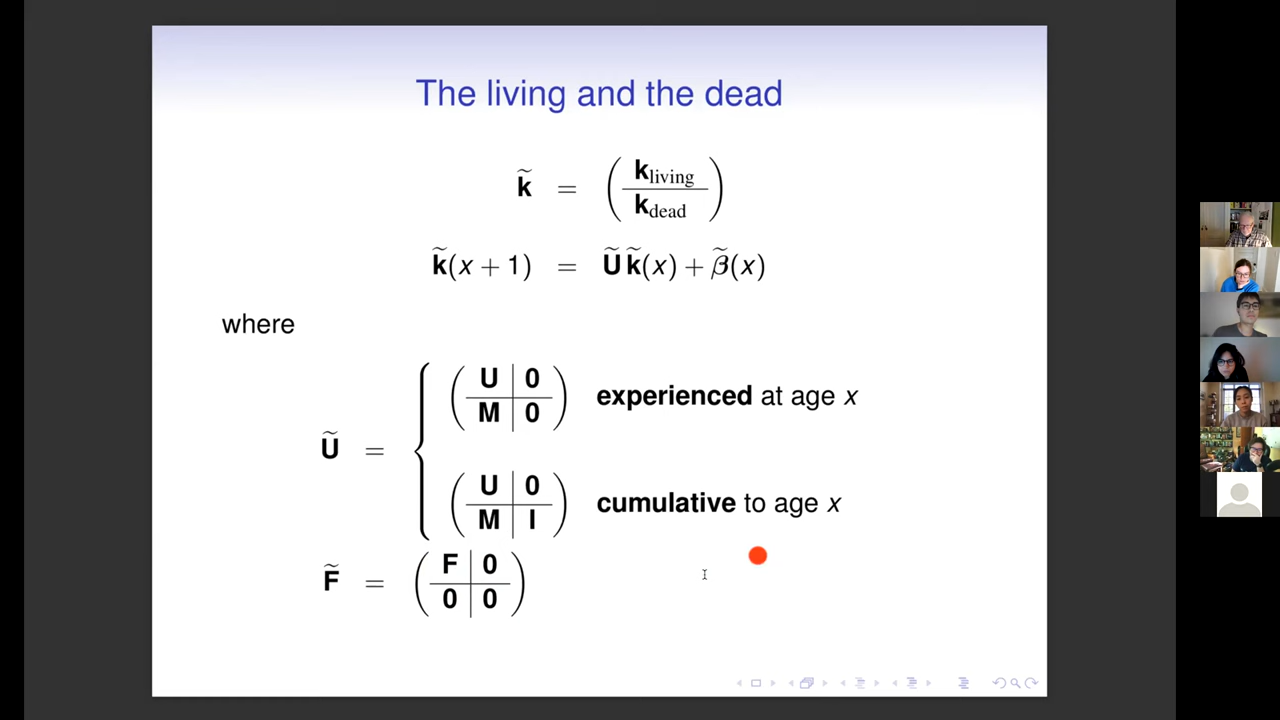 The living and the dead
k̃ = (k_living / k_dead)
k̃(x + 1) = Ũ k̃(x) + β̃(x)
where
Ũ =
U 0
M 0
experienced at age x
U 0
M I
cumulative to age x
F̃ =
F 0
0 0